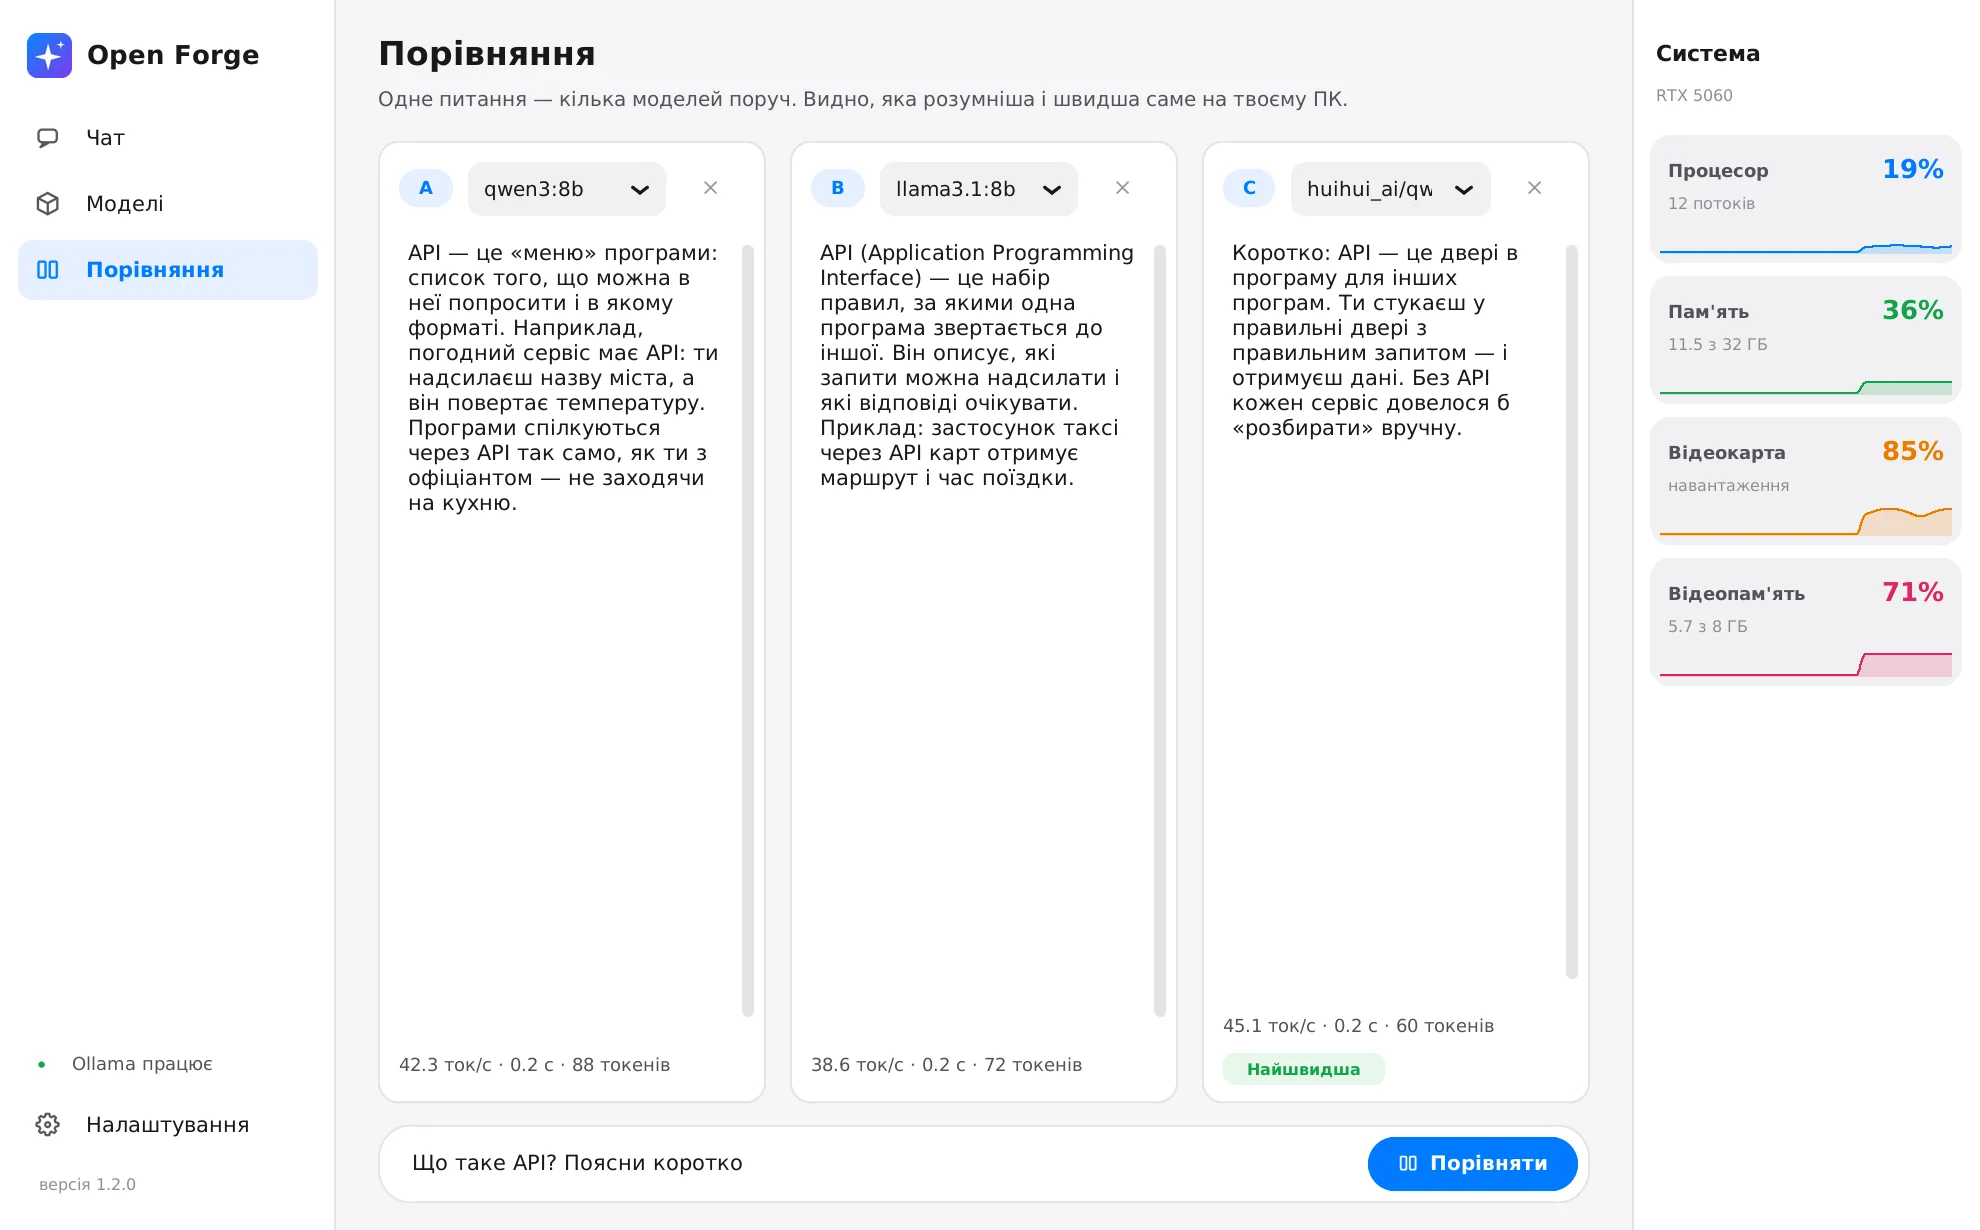 Open Forge
Чат
Моделі
Порівняння
Ollama працює
Налаштування
версія 1.2.0
Порівняння
Одне питання — кілька моделей поруч. Видно, яка розумніша і швидша саме на твоєму ПК.
A
qwen3:8b
×
API — це «меню» програми:
список того, що можна в
неї попросити і в якому
форматі. Наприклад,
погодний сервіс має API: ти
надсилаєш назву міста, а
він повертає температуру.
Програми спілкуються
через API так само, як ти з
офіціантом — не заходячи
на кухню.
42.3 ток/с · 0.2 с · 88 токенів
B
llama3.1:8b
×
API (Application Programming
Interface) — це набір
правил, за якими одна
програма звертається до
іншої. Він описує, які
запити можна надсилати і
які відповіді очікувати.
Приклад: застосунок таксі
через API карт отримує
маршрут і час поїздки.
38.6 ток/с · 0.2 с · 72 токенів
C
huihui_ai/qw
×
Коротко: API — це двері в
програму для інших
програм. Ти стукаєш у
правильні двері з
правильним запитом — і
отримуєш дані. Без API
кожен сервіс довелося б
«розбирати» вручну.
45.1 ток/с · 0.2 с · 60 токенів
Найшвидша
Що таке API? Поясни коротко
Порівняти
Система
RTX 5060
Процесор
19%
12 потоків
Пам'ять
36%
11.5 з 32 ГБ
Відеокарта
85%
навантаження
Відеопам'ять
71%
5.7 з 8 ГБ